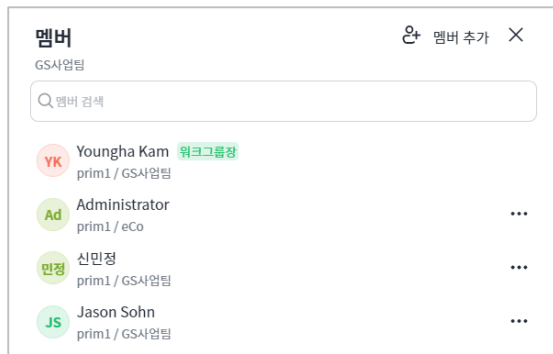 멤버
멤버 추가
GS사업팀
멤버 검색
YK
Youngha Kam 워크그룹장
prim1 / GS사업팀
Ad
Administrator
prim1 / eCo
민정
신민정
prim1 / GS사업팀
JS
Jason Sohn
prim1 / GS사업팀